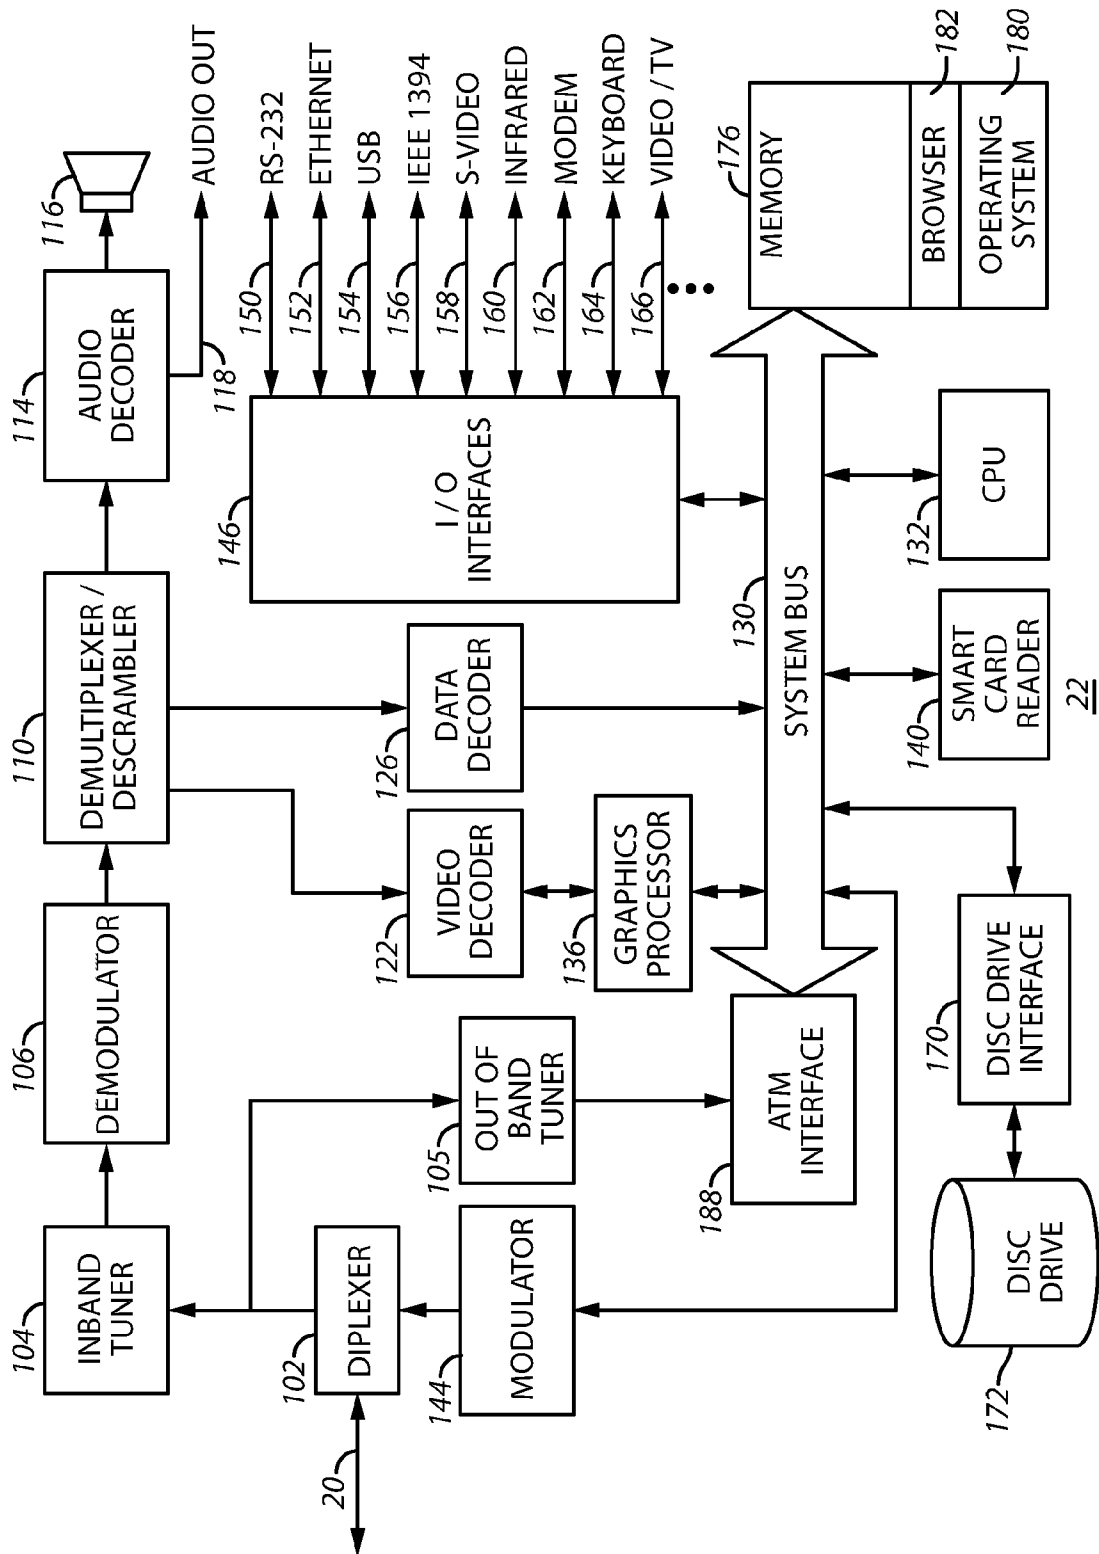 20
102
DIPLEXER
104
INBAND
TUNER
106
DEMODULATOR
110
DEMULTIPLEXER /
DESCRAMBLER
114
AUDIO
DECODER
116
118
AUDIO OUT
144
MODULATOR
105
OUT OF
BAND
TUNER
122
VIDEO
DECODER
126
DATA
DECODER
146
I / O
INTERFACES
150
RS-232
152
ETHERNET
154
USB
156
IEEE 1394
158
S-VIDEO
160
INFRARED
162
MODEM
164
KEYBOARD
166
VIDEO / TV
136
GRAPHICS
PROCESSOR
188
ATM
INTERFACE
130
SYSTEM BUS
176
MEMORY
BROWSER
182
OPERATING
SYSTEM
180
172
DISC
DRIVE
170
DISC DRIVE
INTERFACE
140
SMART
CARD
READER
132
CPU
22